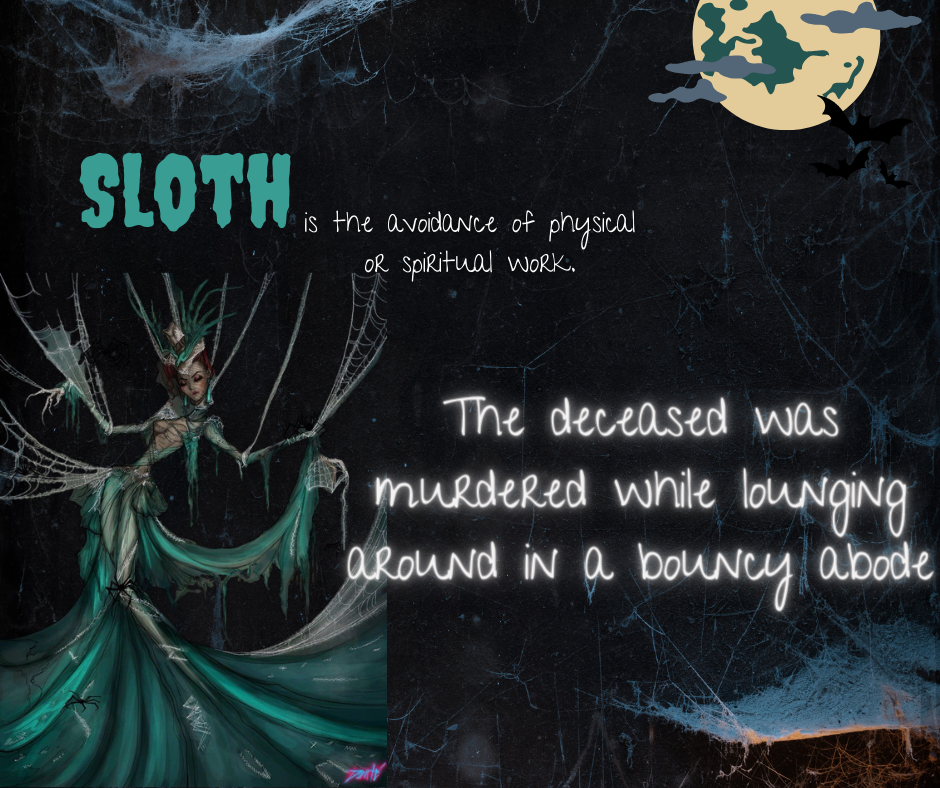 SLOTH is the avoidance of physical
or spiritual work.
The deceased was
murdered while lounging
around in a bouncy abode